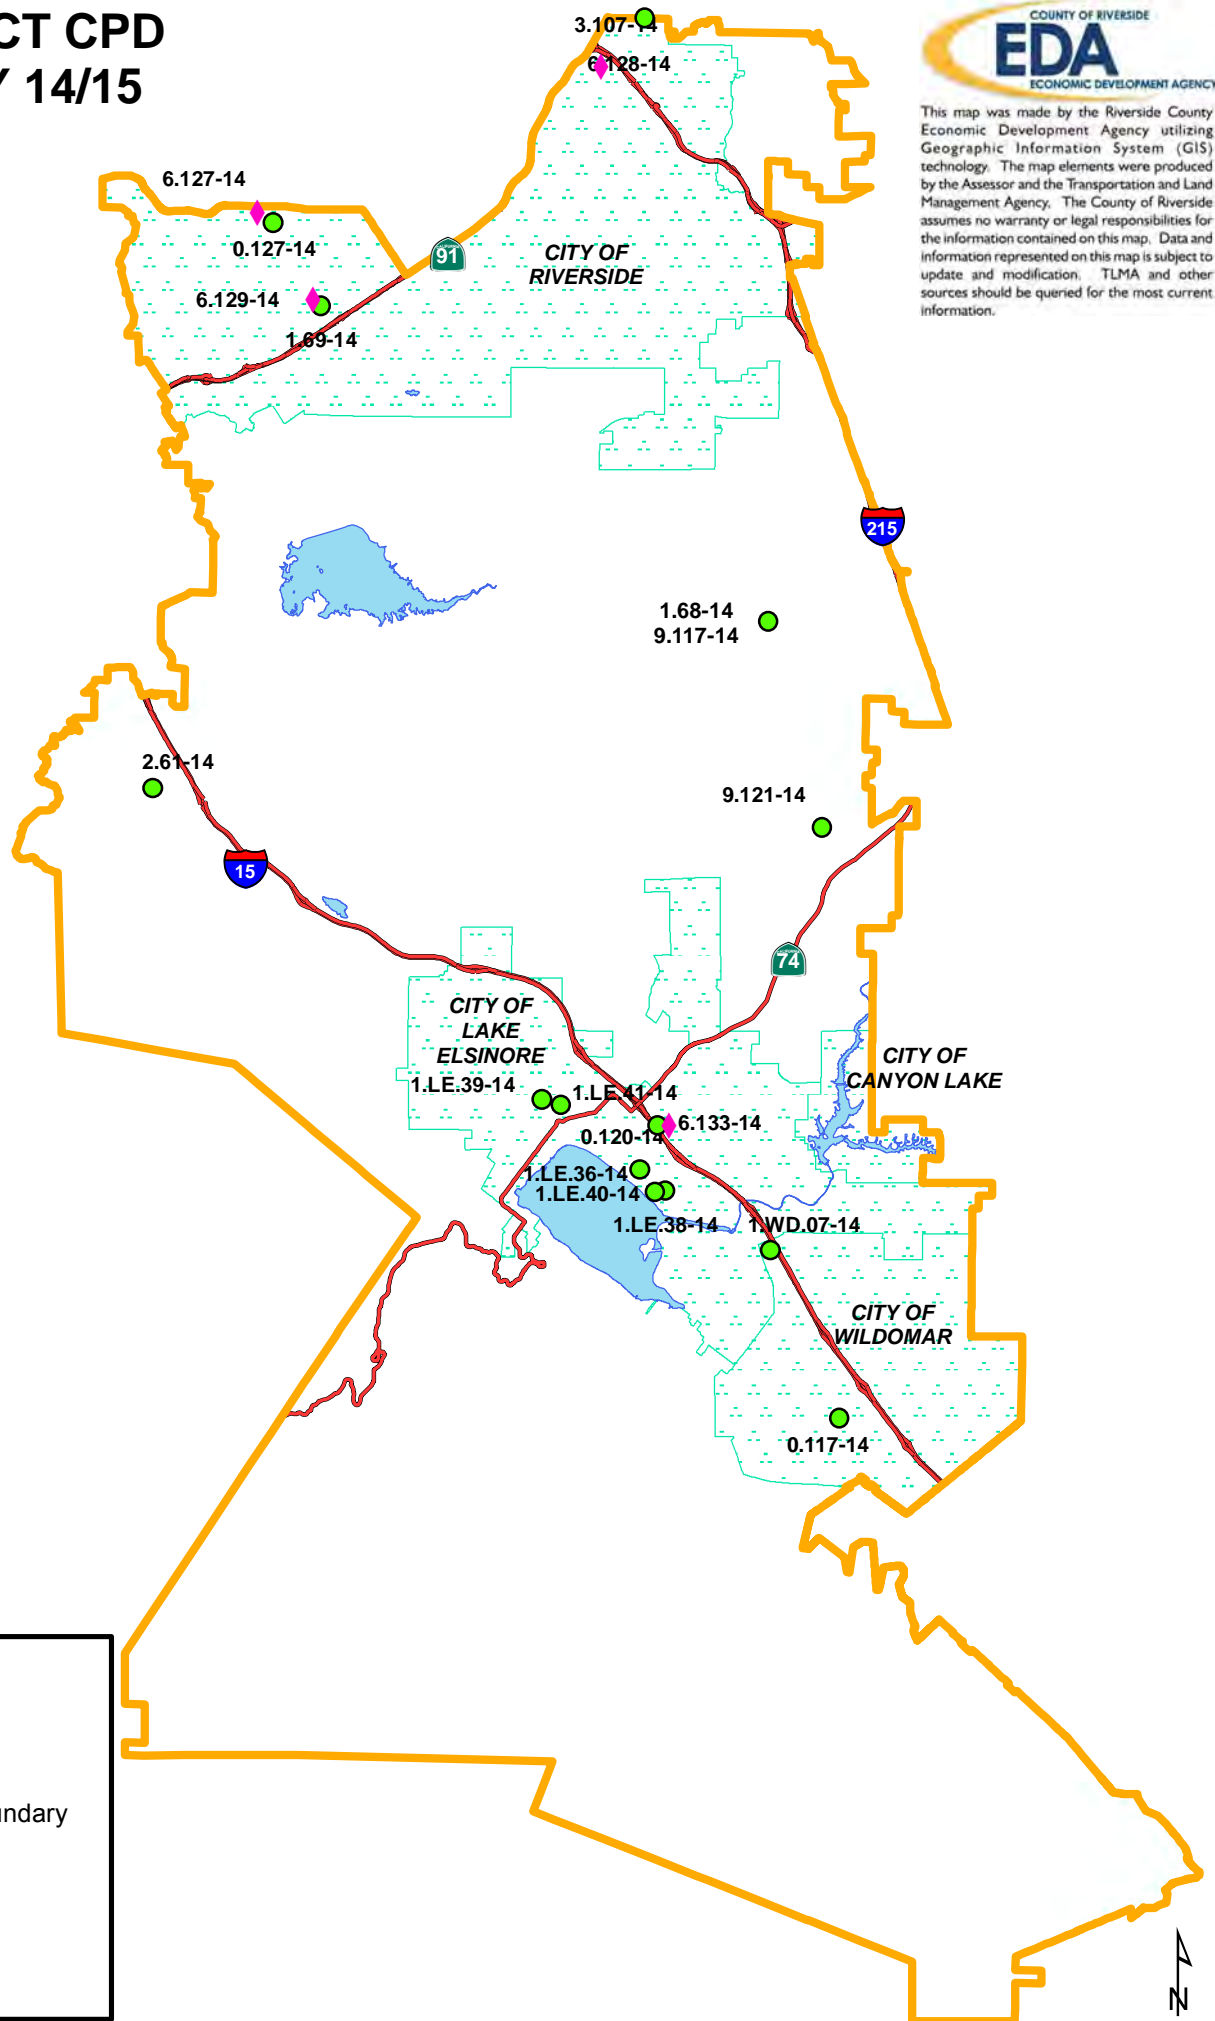 CT CPD
Y 14/15
COUNTY OF RIVERSIDE
EDA
ECONOMIC DEVELOPMENT AGENCY
This map was made by the Riverside County
Economic Development Agency utilizing
Geographic Information System (GIS)
technology. The map elements were produced
by the Assessor and the Transportation and Land
Management Agency. The County of Riverside
assumes no warranty or legal responsibilities for
the information contained on this map. Data and
information represented on this map is subject to
update and modification. TLMA and other
sources should be queried for the most current
information.
3.107-14
6.128-14
6.127-14
0.127-14
91
CITY OF
RIVERSIDE
6.129-14
1.69-14
215
1.68-14
9.117-14
2.61-14
9.121-14
15
74
CITY OF
LAKE
ELSINORE
CITY OF
CANYON LAKE
1.LE.39-14
1.LE.41-14
6.133-14
0.120-14
1.LE.36-14
1.LE.40-14
1.LE.38-14
1.WD.07-14
CITY OF
WILDOMAR
0.117-14
undary
N